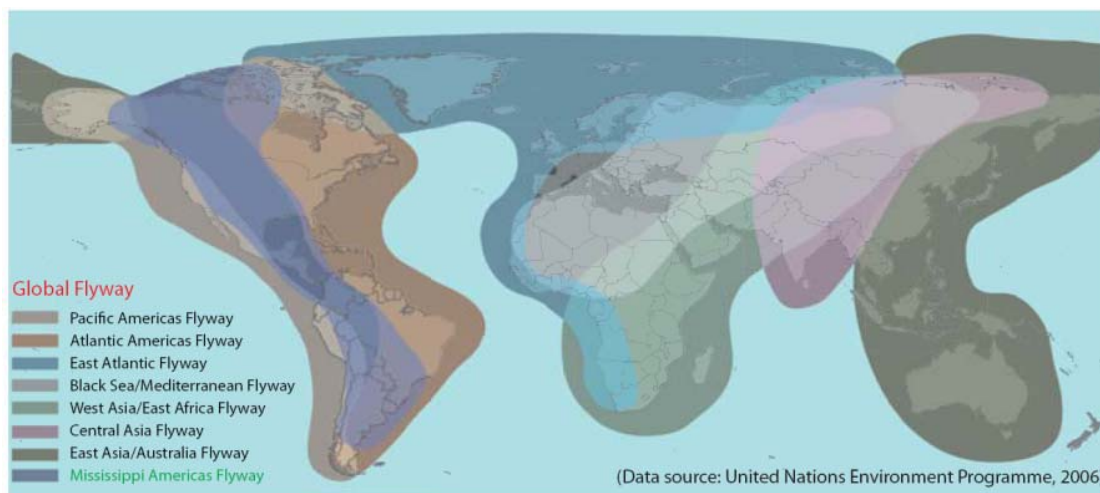 Global Flyway
Pacific Americas Flyway
Atlantic Americas Flyway
East Atlantic Flyway
Black Sea/Mediterranean Flyway
West Asia/East Africa Flyway
Central Asia Flyway
East Asia/Australia Flyway
Mississippi Americas Flyway
(Data source: United Nations Environment Programme, 2006